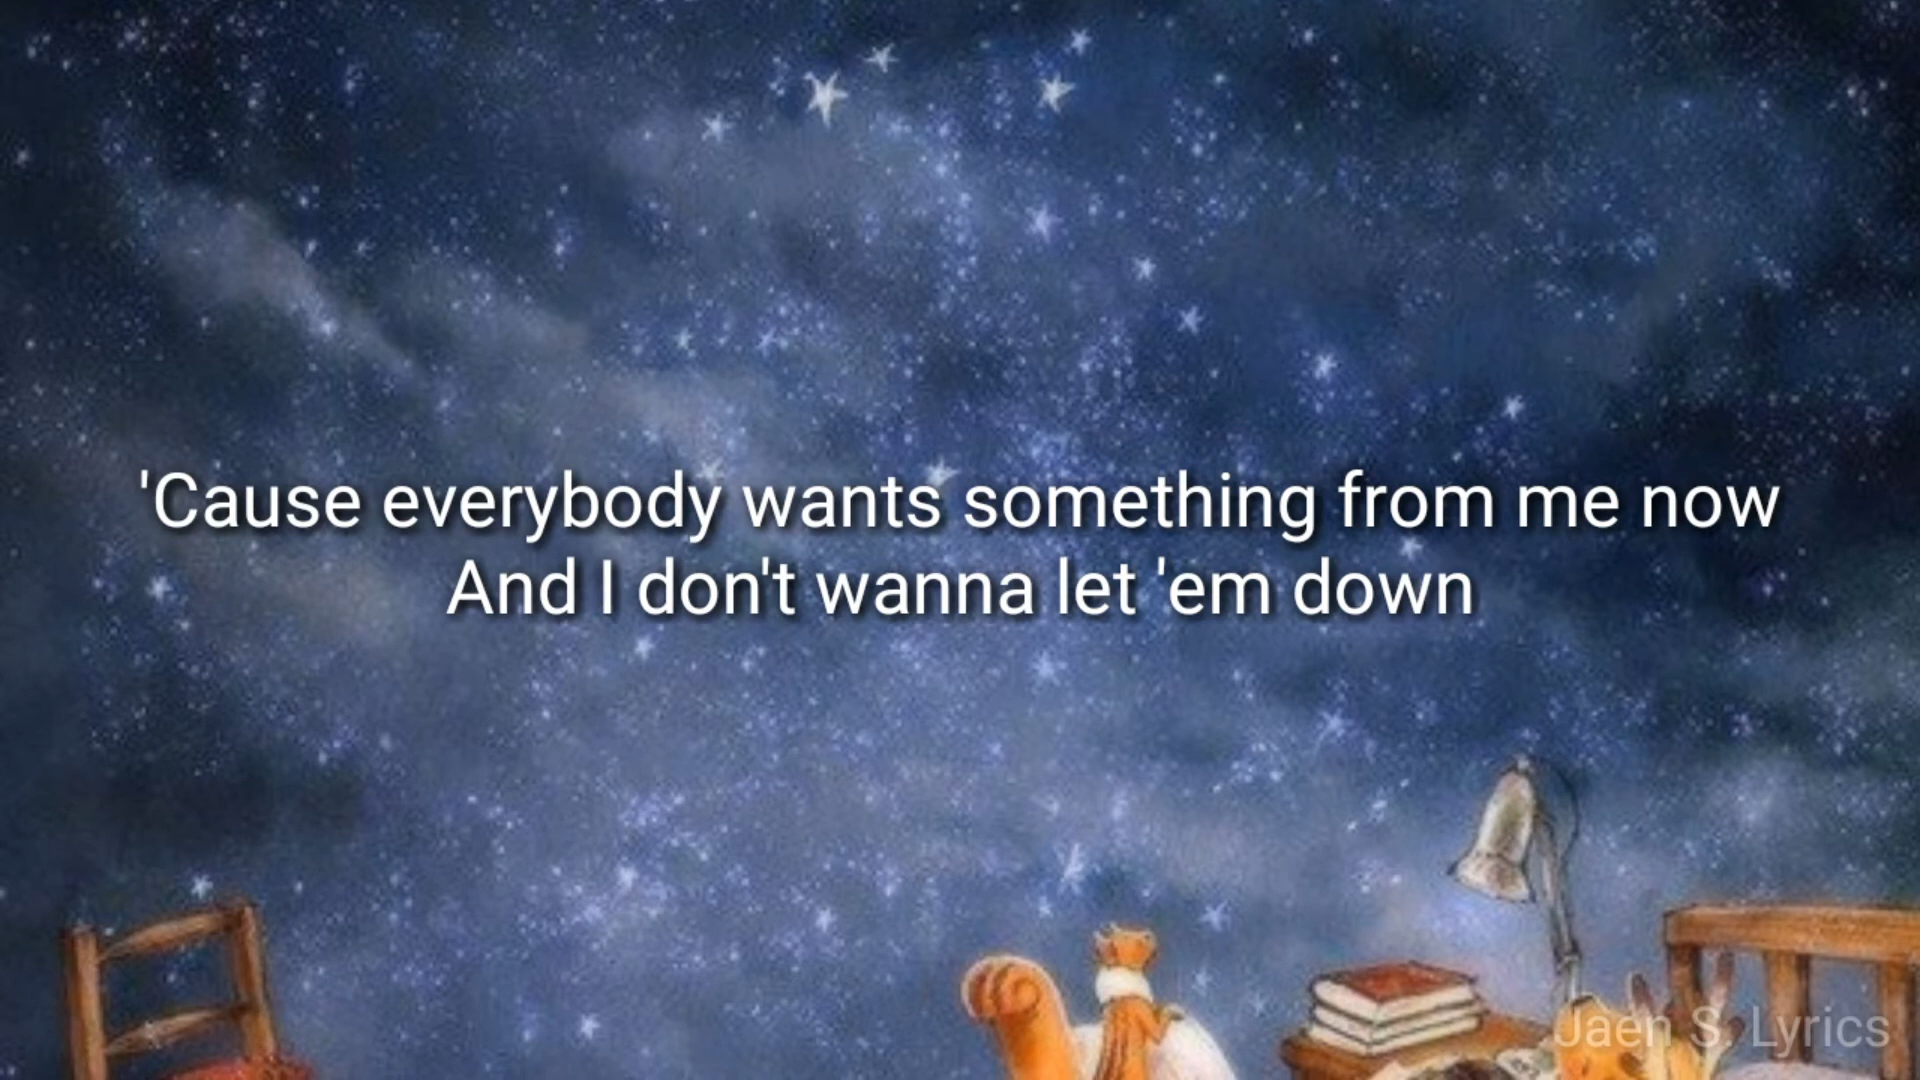 'Cause everybody wants something from me now
And I don't wanna let 'em down
Jaen S. Lyrics